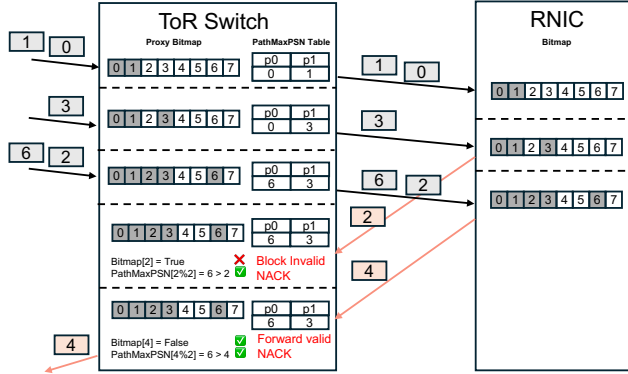 ToR Switch
RNIC
Proxy Bitmap
PathMaxPSN Table
Bitmap
1 0
0 1 2 3 4 5 6 7
p0 p1
0 1
1 0
0 1 2 3 4 5 6 7
3
0 1 2 3 4 5 6 7
p0 p1
0 3
3
0 1 2 3 4 5 6 7
6 2
0 1 2 3 4 5 6 7
p0 p1
6 3
6 2
0 1 2 3 4 5 6 7
2
0 1 2 3 4 5 6 7
p0 p1
6 3
Bitmap[2] = True
Block Invalid
PathMaxPSN[2%2] = 6 > 2
NACK
4
0 1 2 3 4 5 6 7
p0 p1
6 3
Bitmap[4] = False
Forward valid
PathMaxPSN[4%2] = 6 > 4
NACK
4